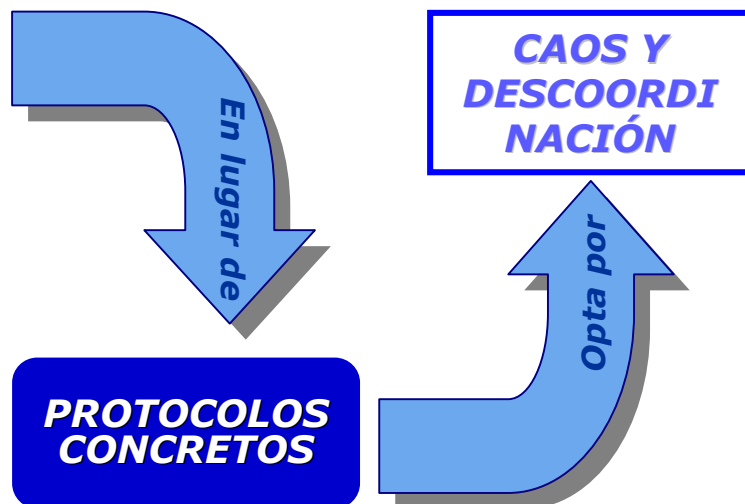 En lugar de
PROTOCOLOS
CONCRETOS
Opta por
CAOS Y
DESCOORDI
NACIÓN